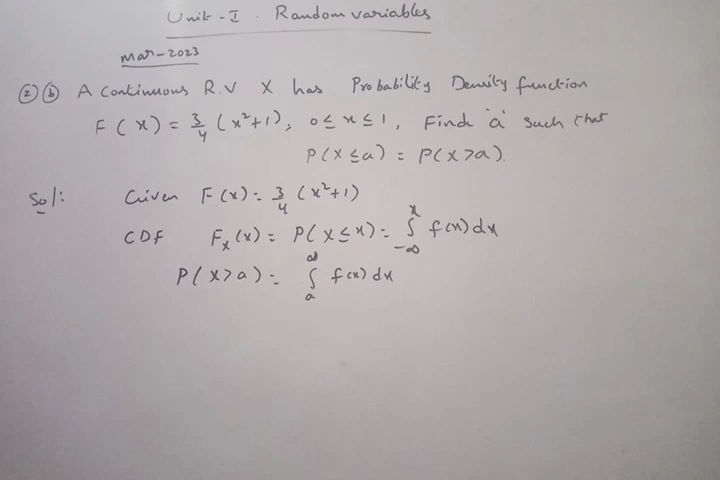 Unit - I. Random variables
Mar-2023
② ⓑ A Continuous R.V X has Probability Density function
F(x) = 3/4 (x²+1), 0 ≤ x ≤ 1, Find 'a' such that
P(X ≤ a) = P(X > a).
Sol: Given F(x) = 3/4 (x²+1)
CDF Fₓ(x) = P(X ≤ x) = ∫_{-∞}^{x} f(x) dx
P(X > a) = ∫_{a}^{∞} f(x) dx